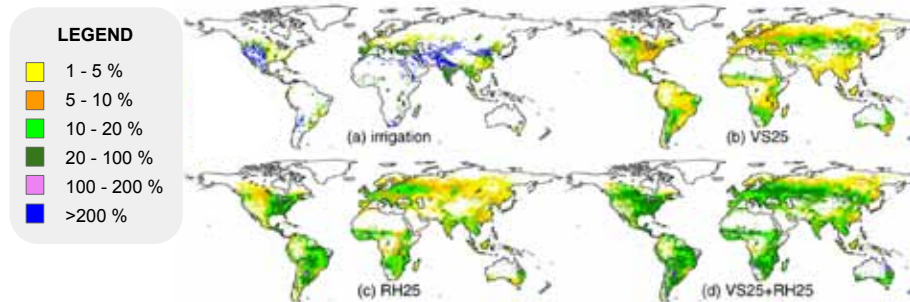 LEGEND
1 - 5 %
5 - 10 %
10 - 20 %
20 - 100 %
100 - 200 %
>200 %
(a) irrigation
(b) VS25
(c) RH25
(d) VS25+RH25